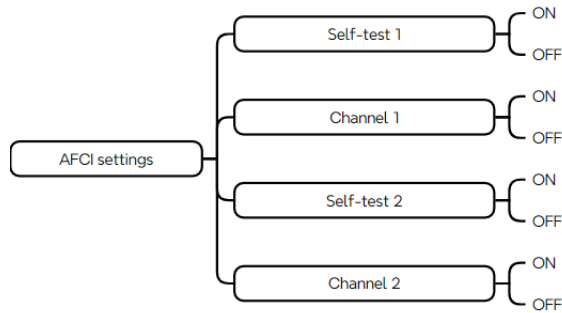 AFCI settings
Self-test 1
ON
OFF
Channel 1
ON
OFF
Self-test 2
ON
OFF
Channel 2
ON
OFF